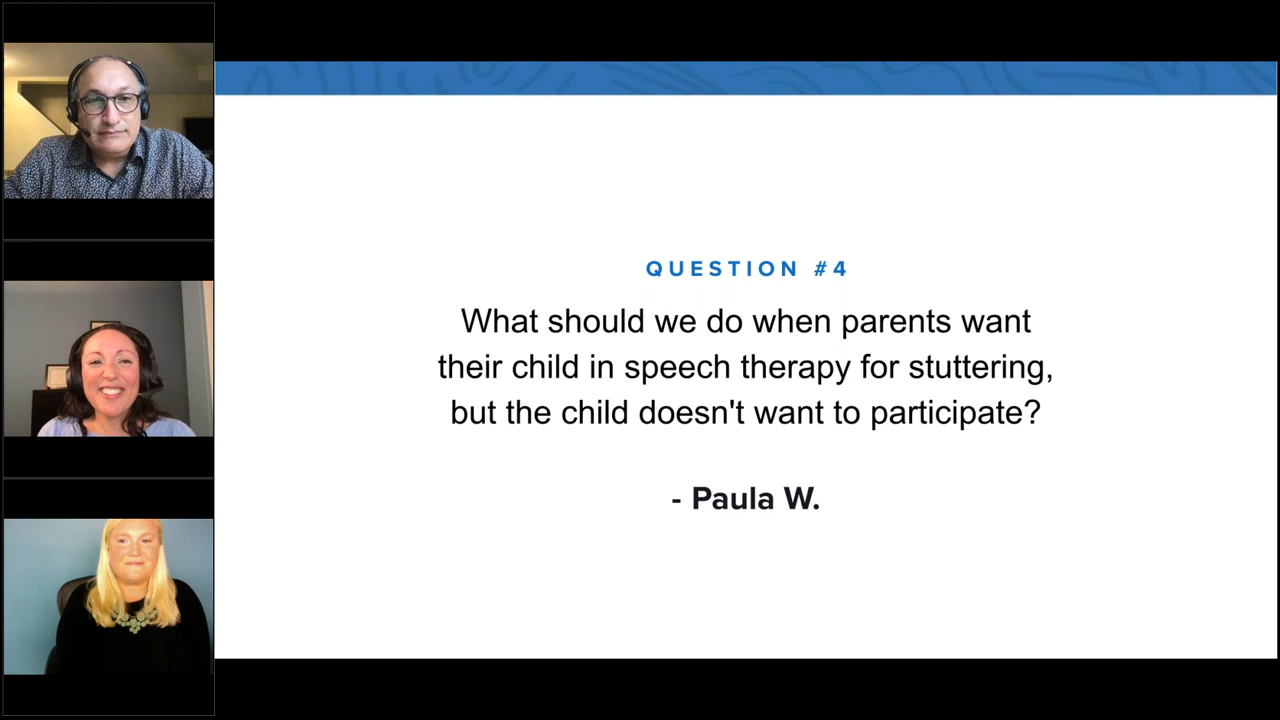 QUESTION #4
What should we do when parents want
their child in speech therapy for stuttering,
but the child doesn't want to participate?
- Paula W.